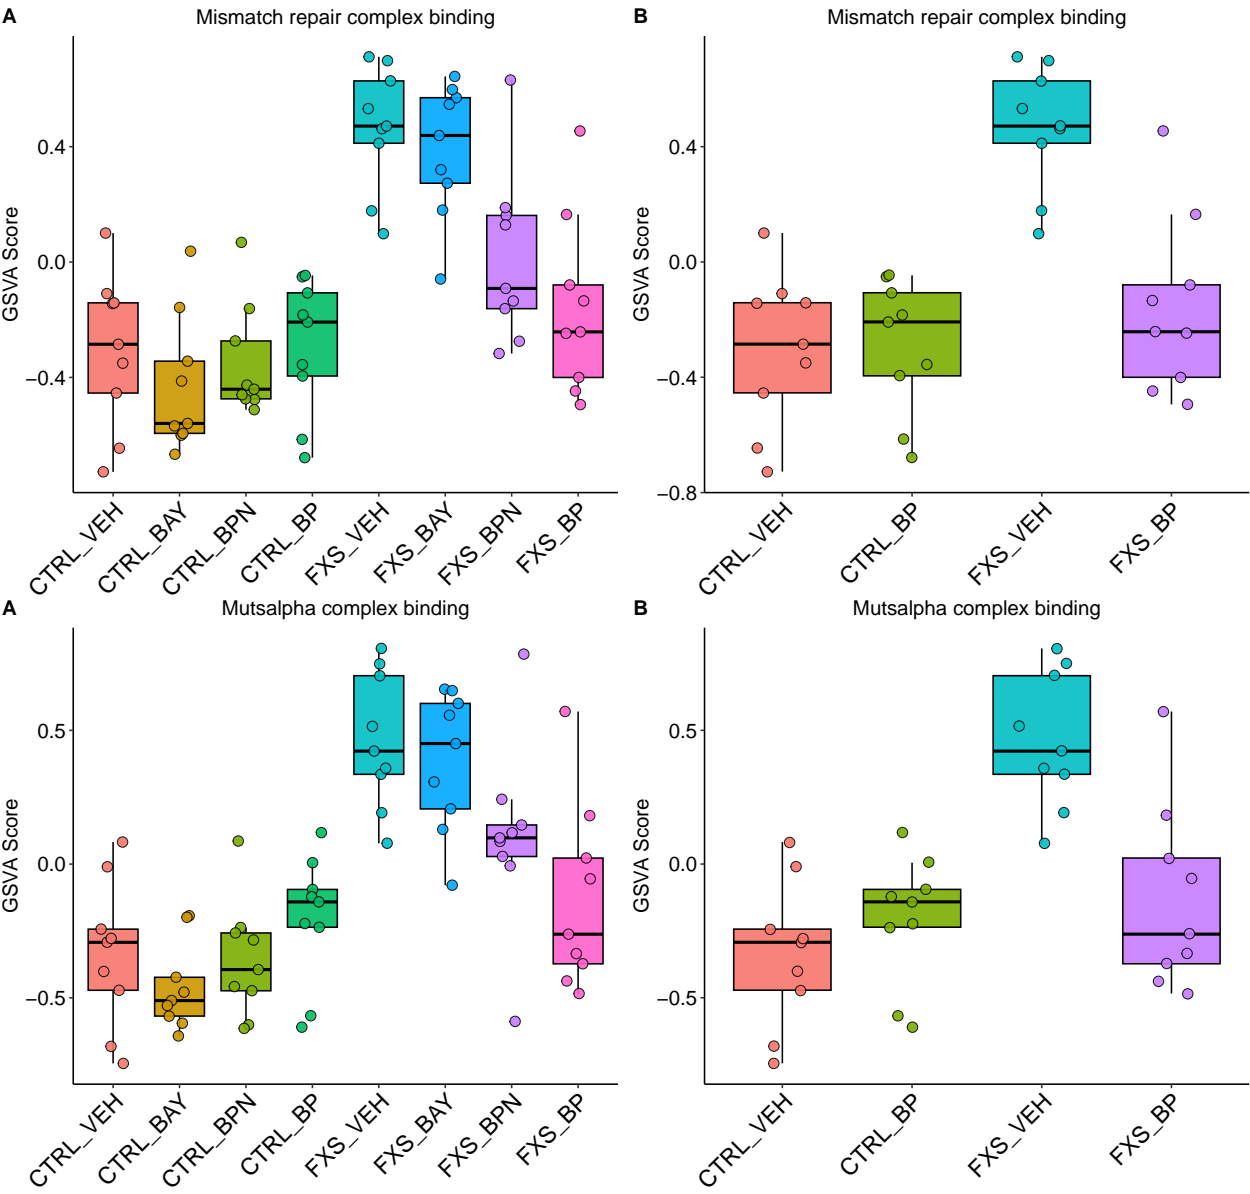 A
Mismatch repair complex binding
GSVA Score
0.4
0.0
−0.4
CTRL_VEH
CTRL_BAY
CTRL_BPN
CTRL_BP
FXS_VEH
FXS_BAY
FXS_BPN
FXS_BP
B
Mismatch repair complex binding
GSVA Score
0.4
0.0
−0.4
−0.8
CTRL_VEH
CTRL_BP
FXS_VEH
FXS_BP
A
Mutsalpha complex binding
GSVA Score
0.5
0.0
−0.5
CTRL_VEH
CTRL_BAY
CTRL_BPN
CTRL_BP
FXS_VEH
FXS_BAY
FXS_BPN
FXS_BP
B
Mutsalpha complex binding
GSVA Score
0.5
0.0
−0.5
CTRL_VEH
CTRL_BP
FXS_VEH
FXS_BP